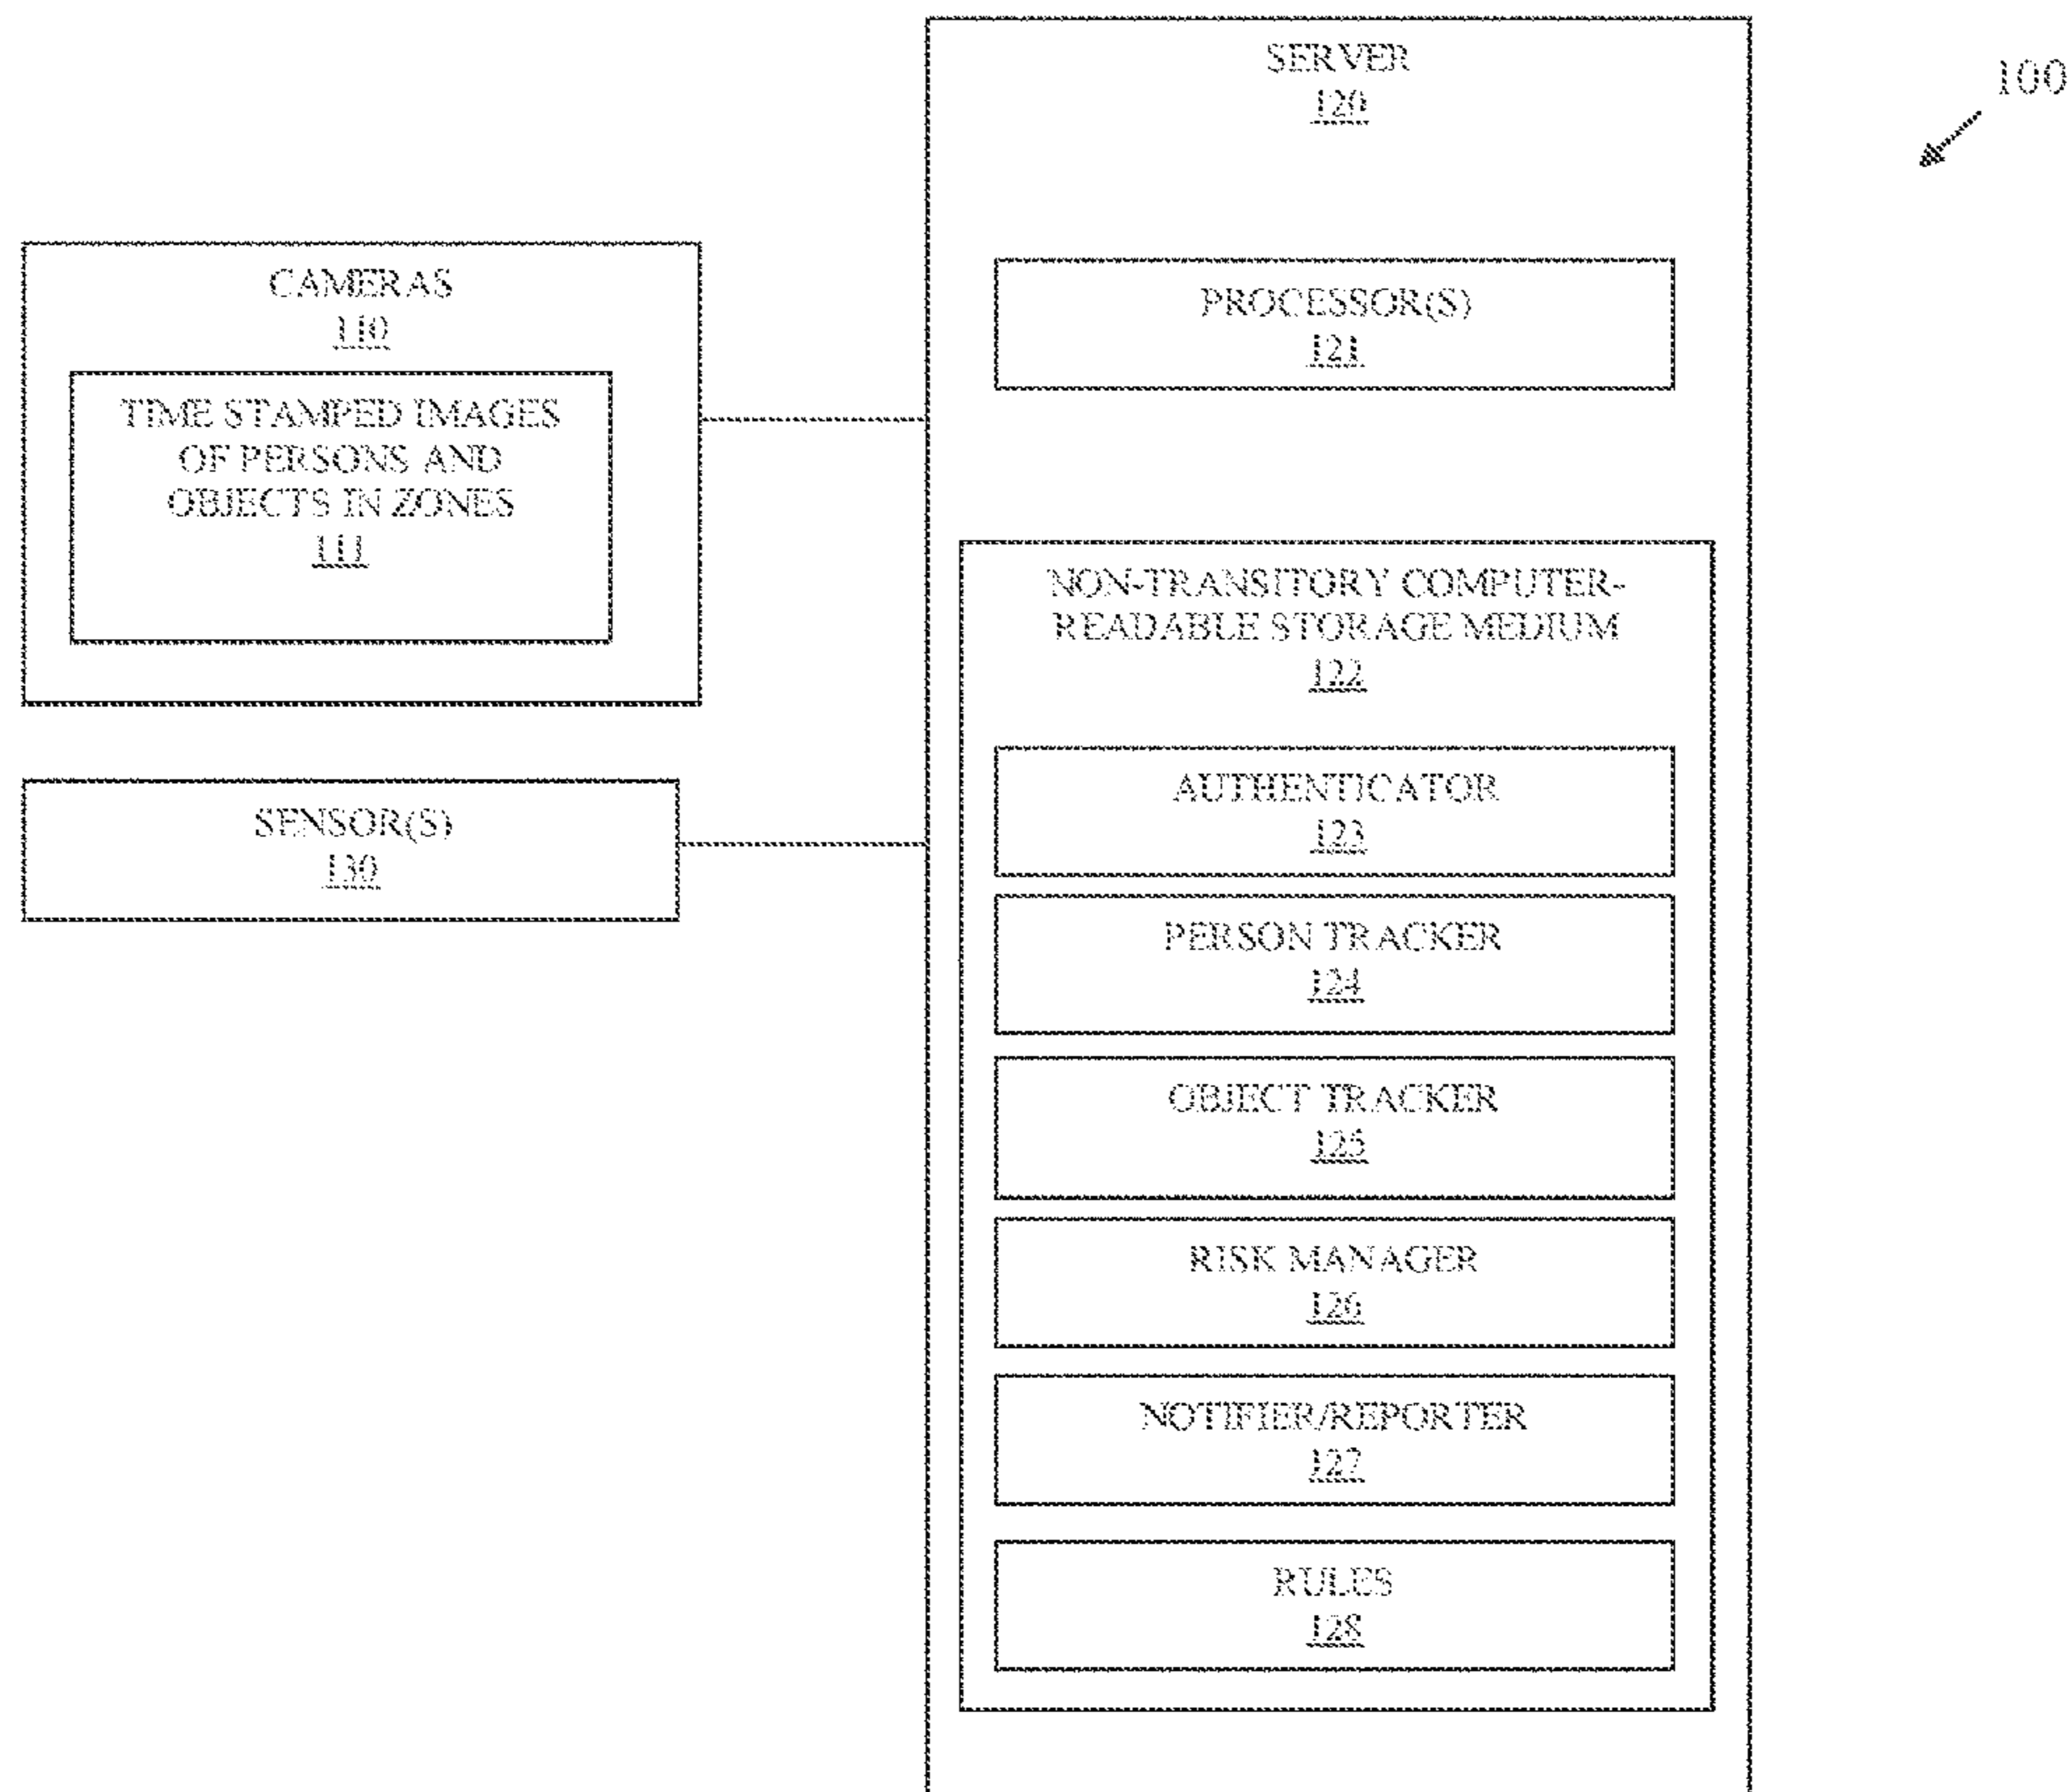 SERVER
120
100
CAMERAS
110
TIME STAMPED IMAGES
OF PERSONS AND
OBJECTS IN ZONES
111
PROCESSOR(S)
121
NON-TRANSITORY COMPUTER-
READABLE STORAGE MEDIUM
122
SENSOR(S)
130
AUTHENTICATOR
123
PERSON TRACKER
124
OBJECT TRACKER
125
RISK MANAGER
126
NOTIFIER/REPORTER
127
RULES
128